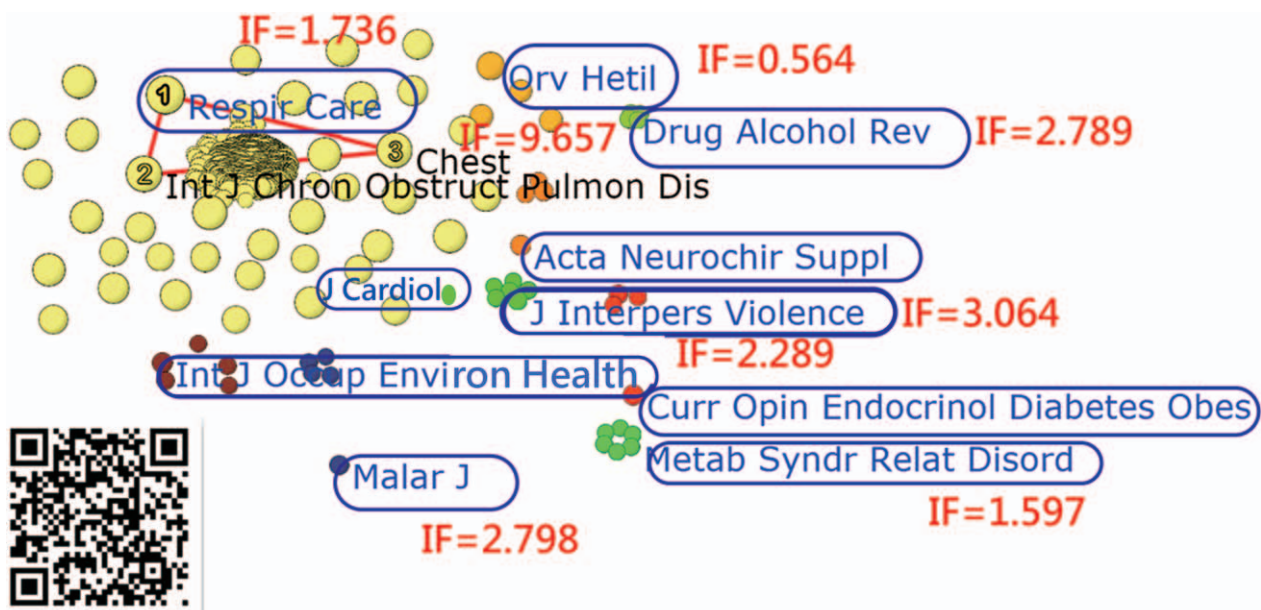 IF=1.736
Orv Hetil
IF=0.564
1
Respir Care
IF=9.657
Drug Alcohol Rev
IF=2.789
3
Chest
2
Int J Chron Obstruct Pulmon Dis
Acta Neurochir Suppl
J Cardiol
J Interpers Violence
IF=3.064
IF=2.289
Int J Occup Environ Health
Curr Opin Endocrinol Diabetes Obes
Metab Syndr Relat Disord
Malar J
IF=1.597
IF=2.798